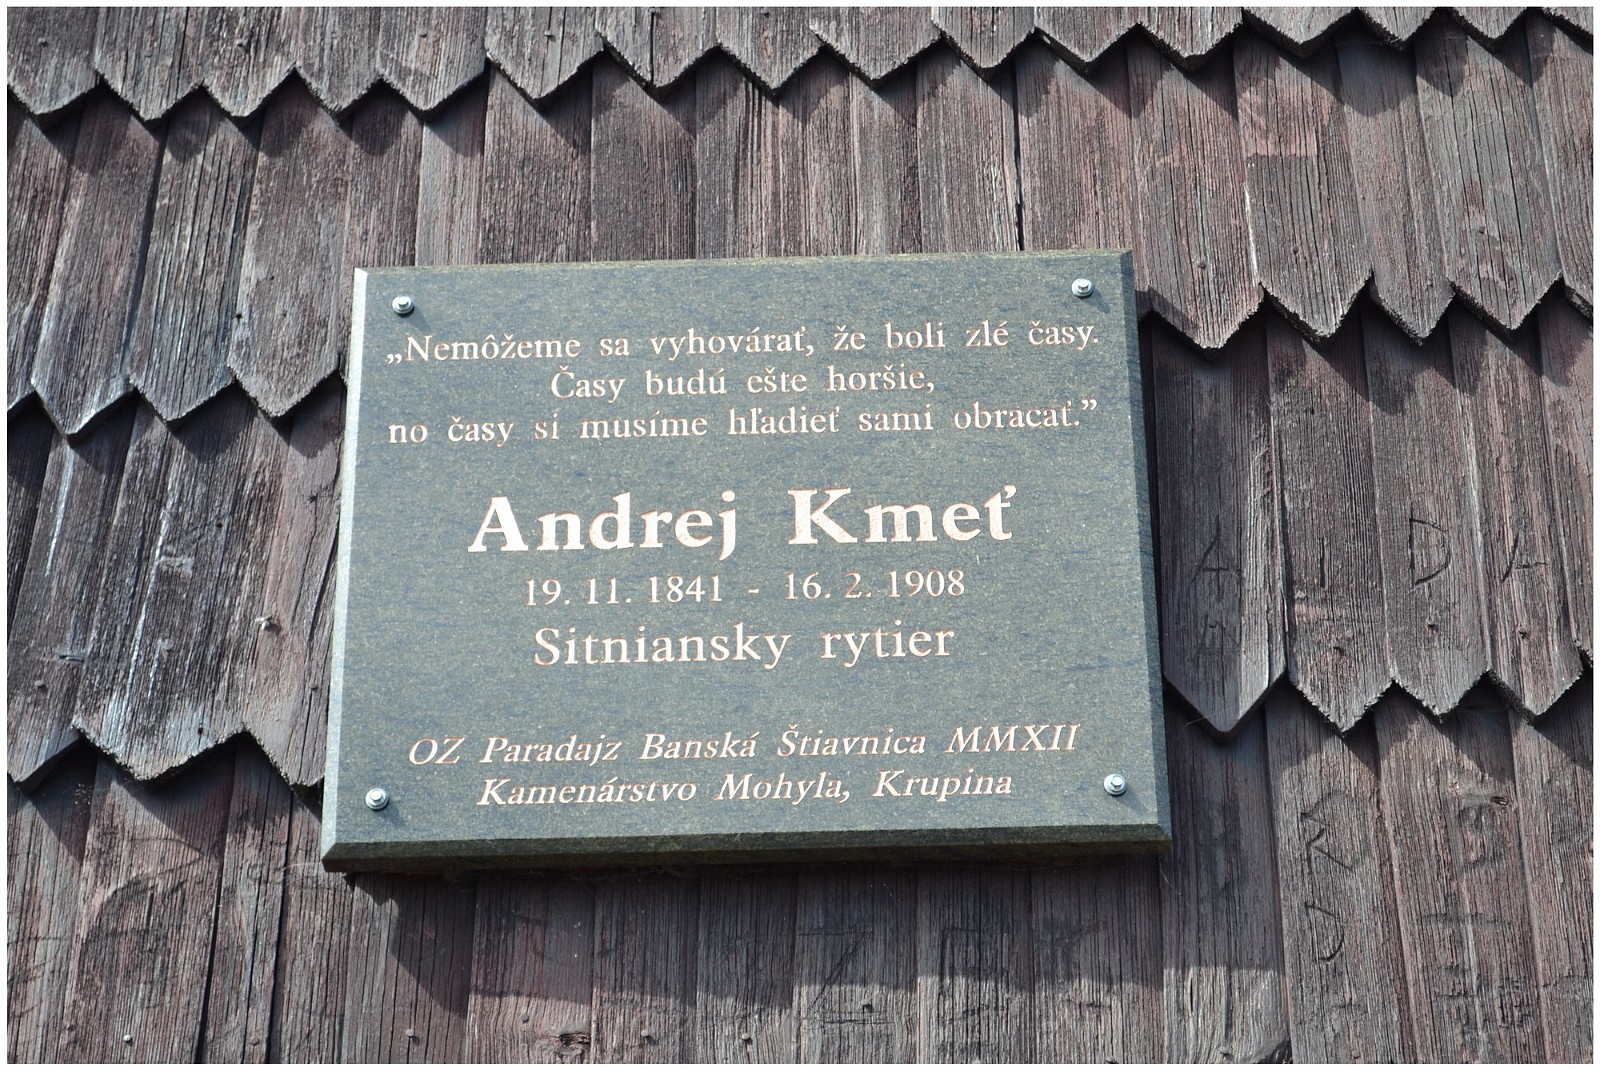 „Nemôžeme sa vyhovárať, že boli zlé časy.
Časy budú ešte horšie,
no časy si musíme hľadieť sami obracať.”
Andrej Kmeť
19. 11. 1841 - 16. 2. 1908
Sitniansky rytier
OZ Paradajz Banská Štiavnica MMXII
Kamenárstvo Mohyla, Krupina